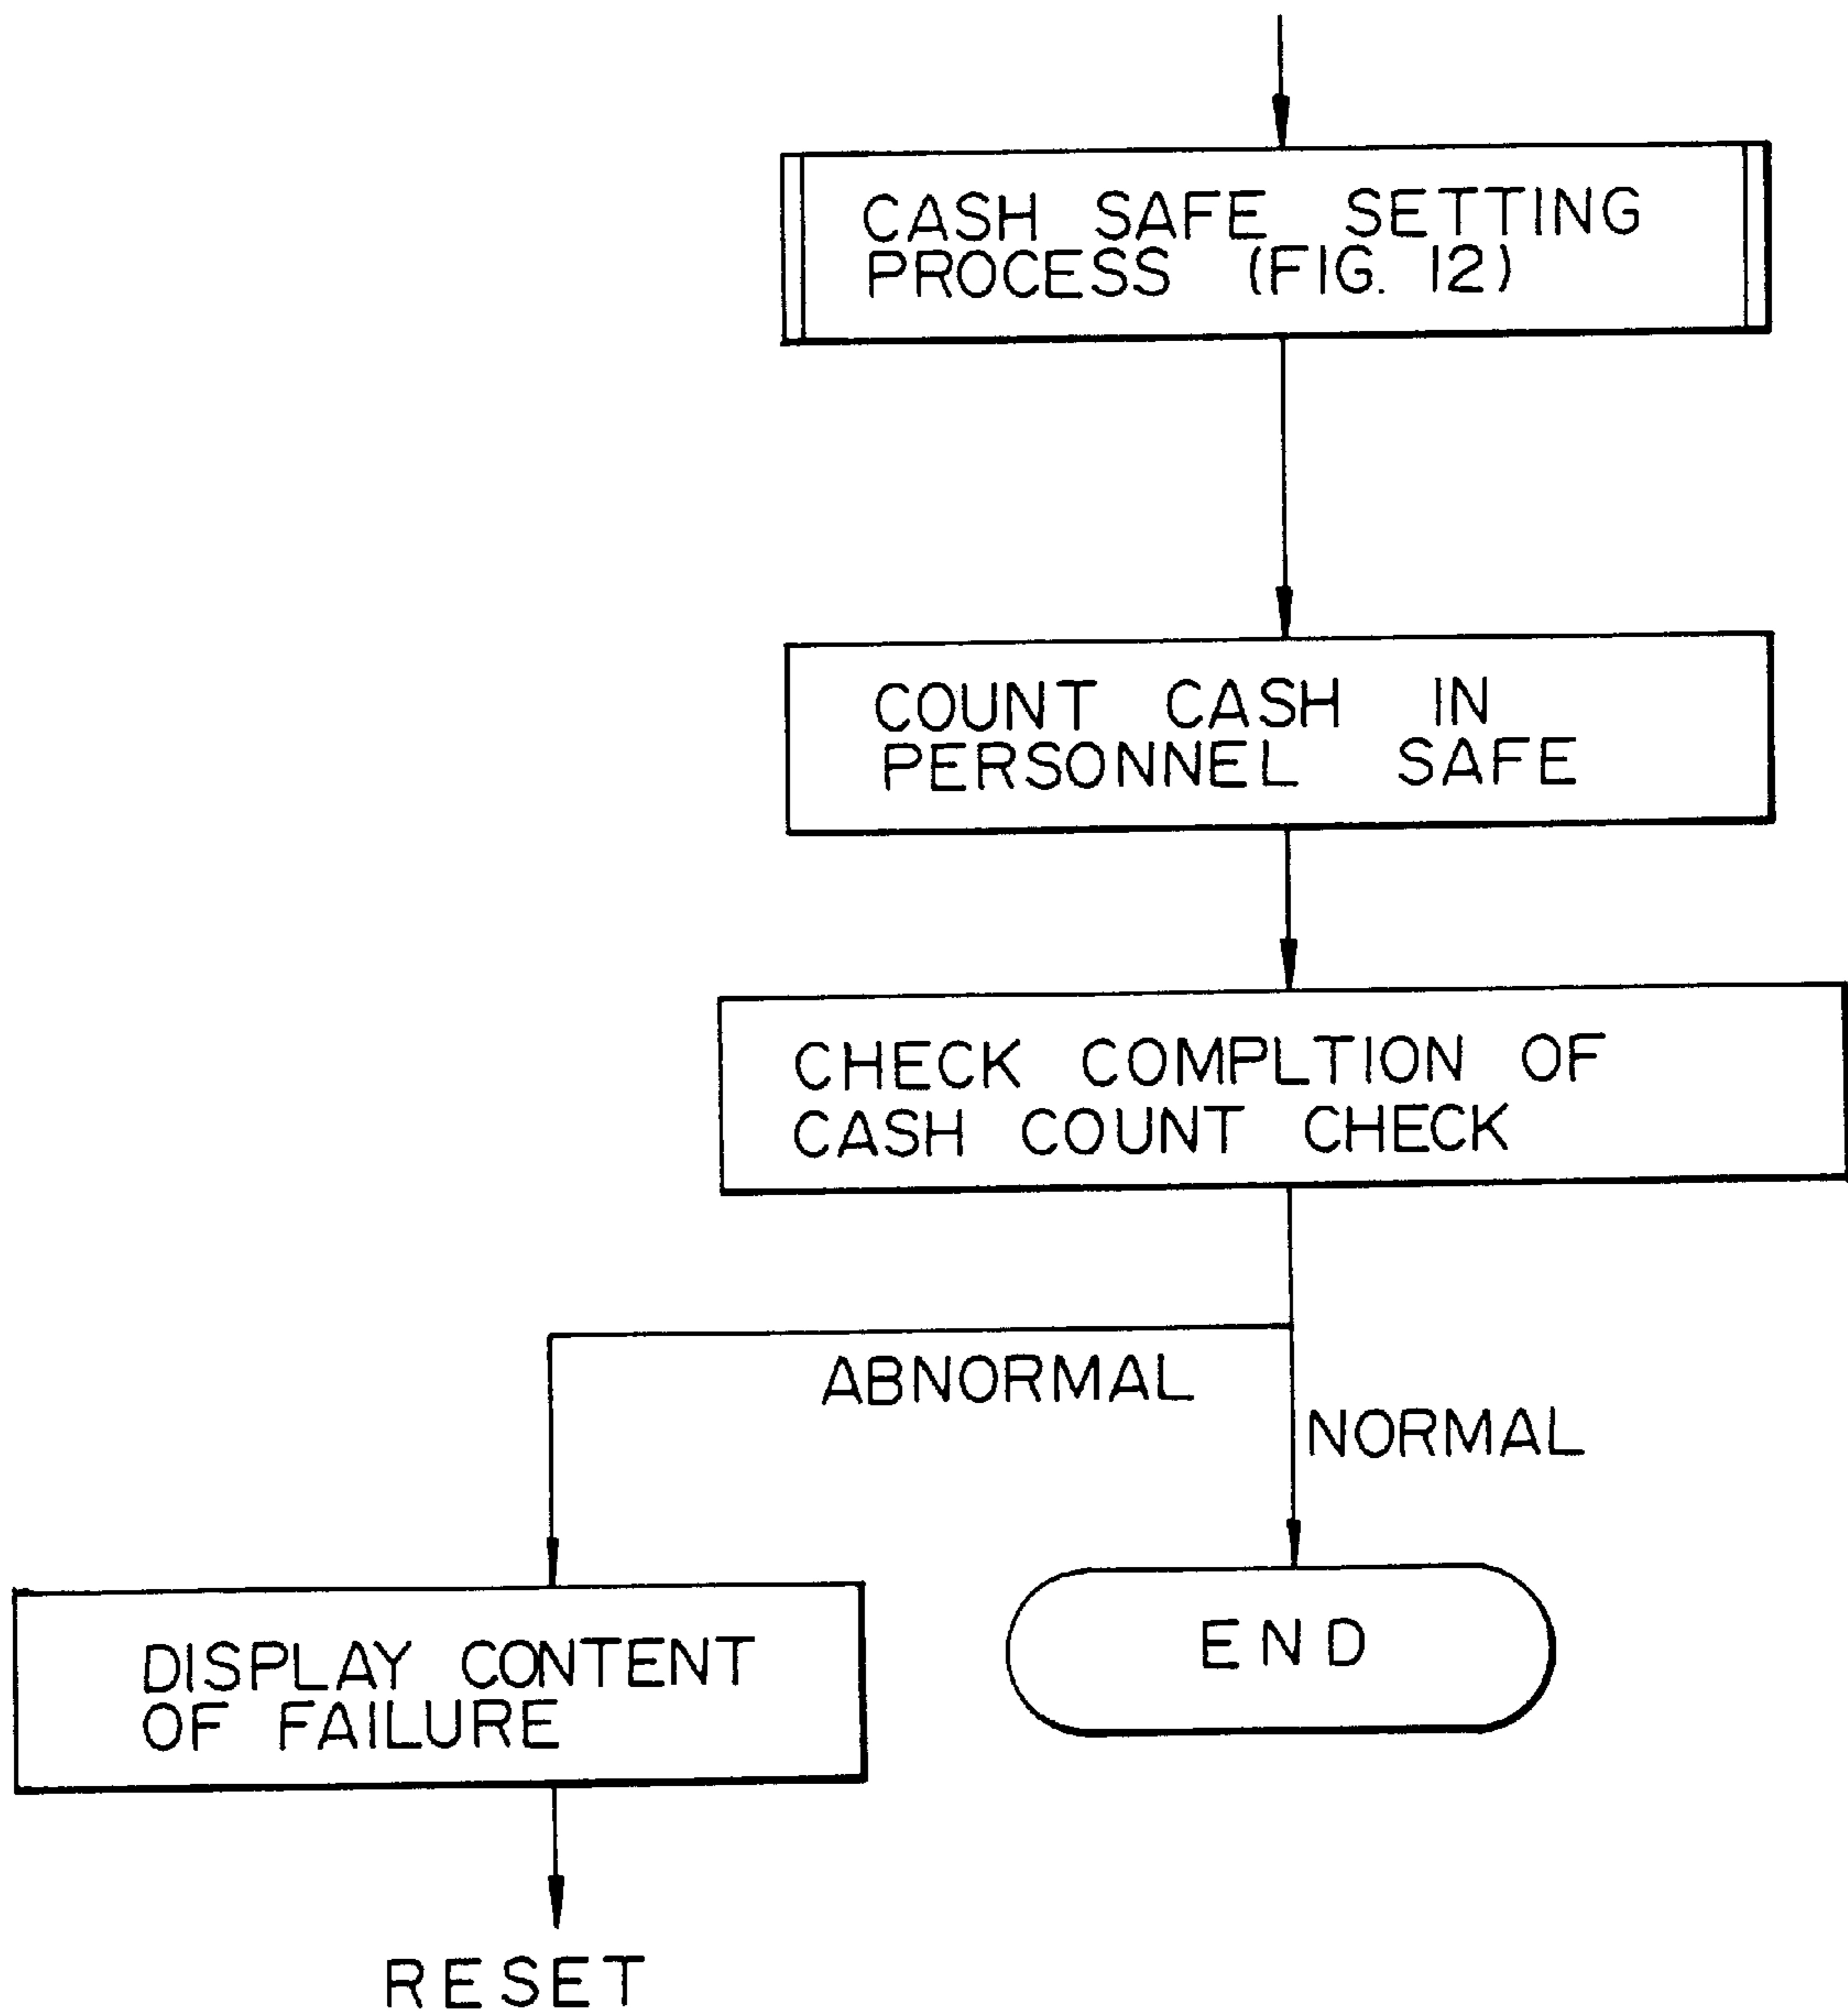 CASH SAFE SETTING
PROCESS (FIG. 12)
COUNT CASH IN
PERSONNEL SAFE
CHECK COMPLTION OF
CASH COUNT CHECK
ABNORMAL
NORMAL
DISPLAY CONTENT
OF FAILURE
END
RESET